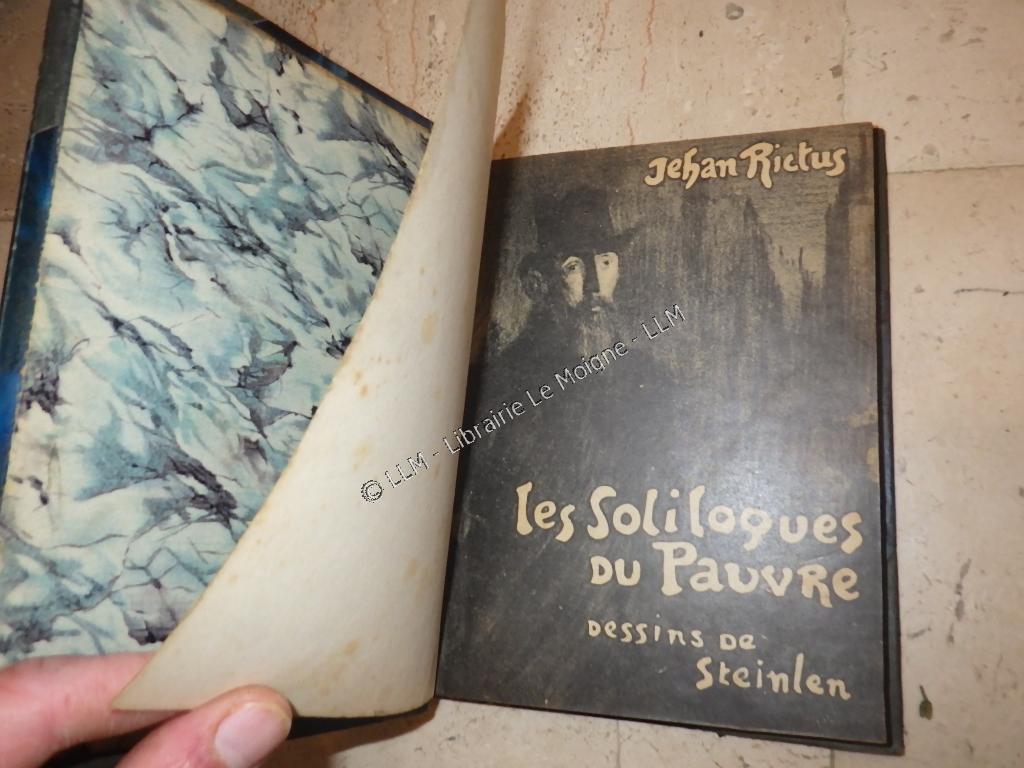 Jehan Rictus
© LLM - Librairie Le Moigne - LLM
les Soliloques
DU PAUVRE
DESSINS DE
Steinlen